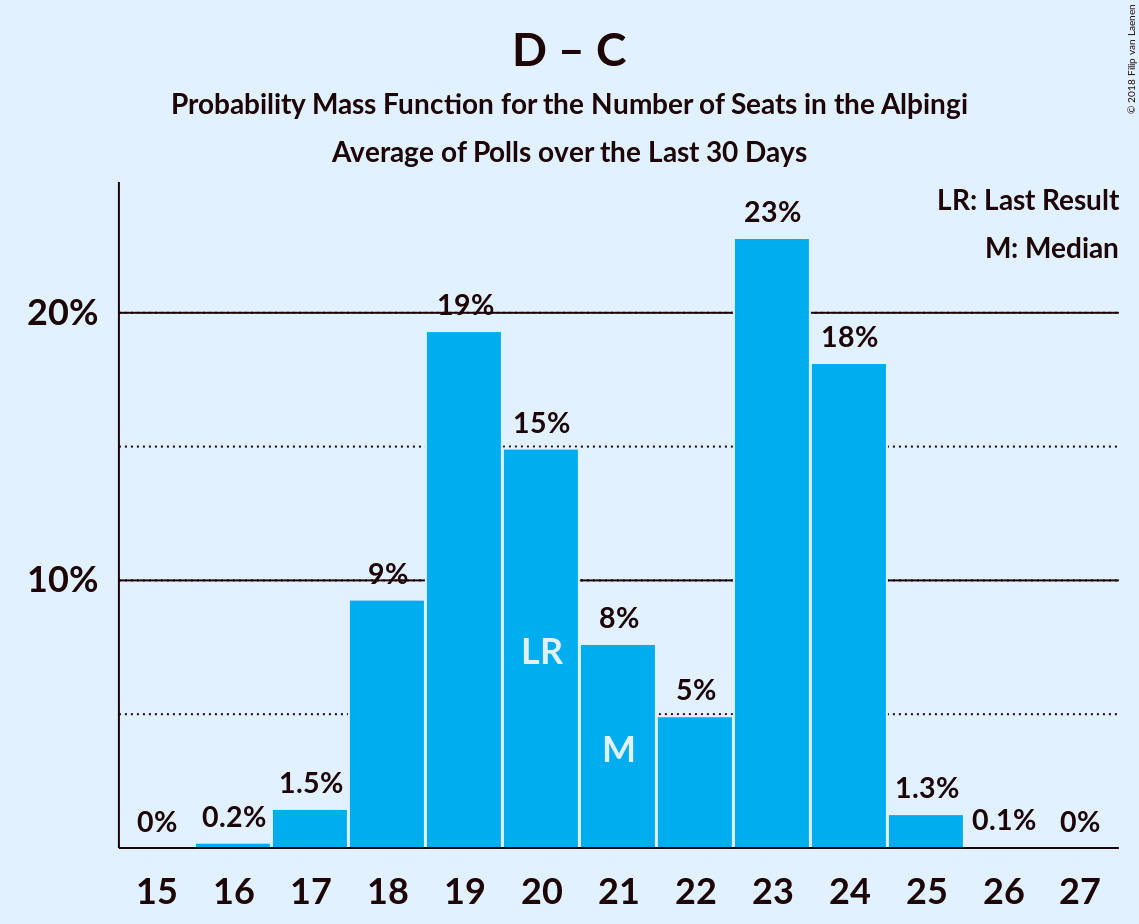 D – C
Probability Mass Function for the Number of Seats in the Alþingi
Average of Polls over the Last 30 Days
© 2018 Filip van Laenen
LR: Last Result
M: Median
20%
10%
0%
0.2%
1.5%
9%
19%
15%
8%
5%
23%
18%
1.3%
0.1%
0%
LR
M
15 16 17 18 19 20 21 22 23 24 25 26 27